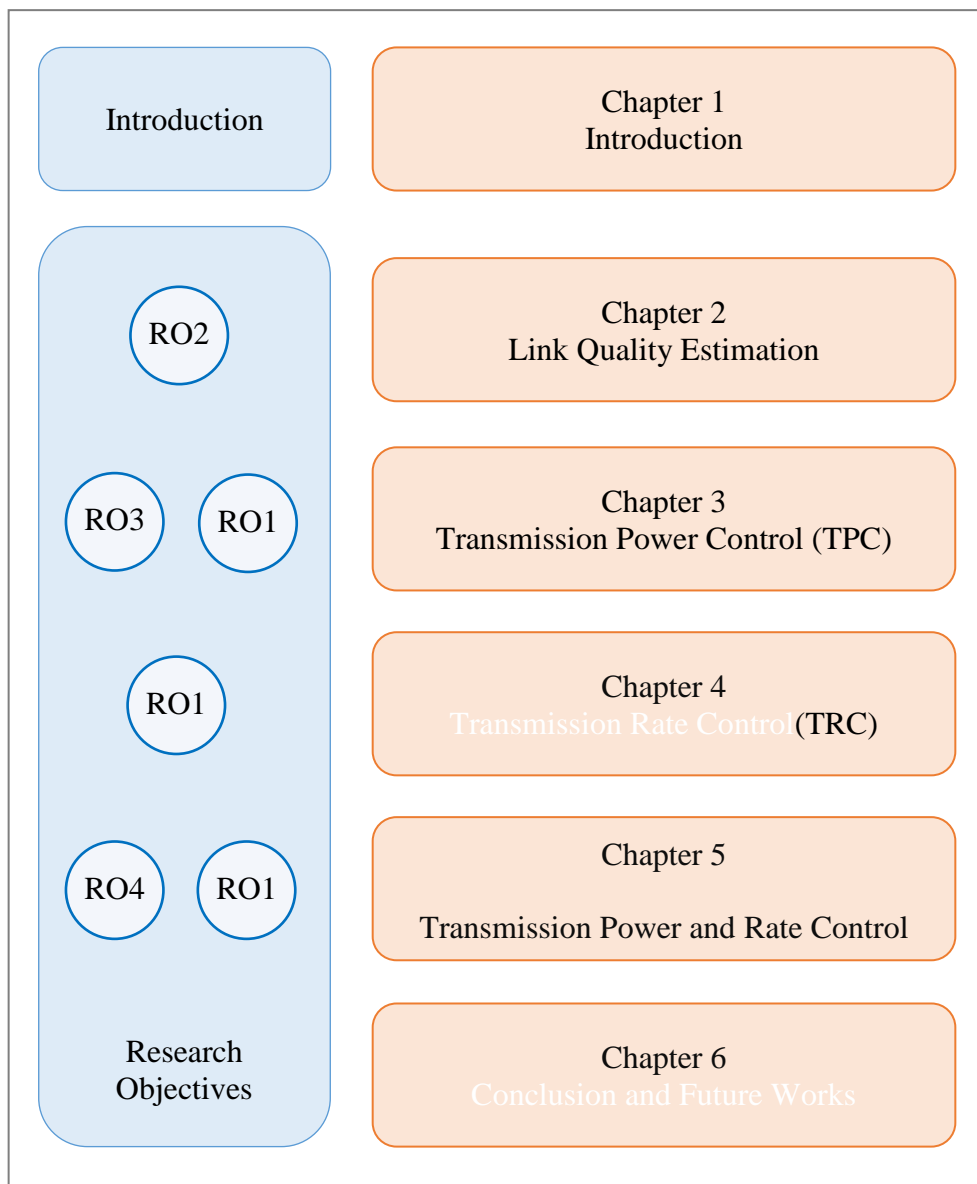 Introduction
Chapter 1
Introduction
RO2
Chapter 2
Link Quality Estimation
RO3
RO1
Chapter 3
Transmission Power Control (TPC)
RO1
Chapter 4
Transmission Rate Control(TRC)
RO4
RO1
Chapter 5
Transmission Power and Rate Control
Research
Objectives
Chapter 6
Conclusion and Future Works